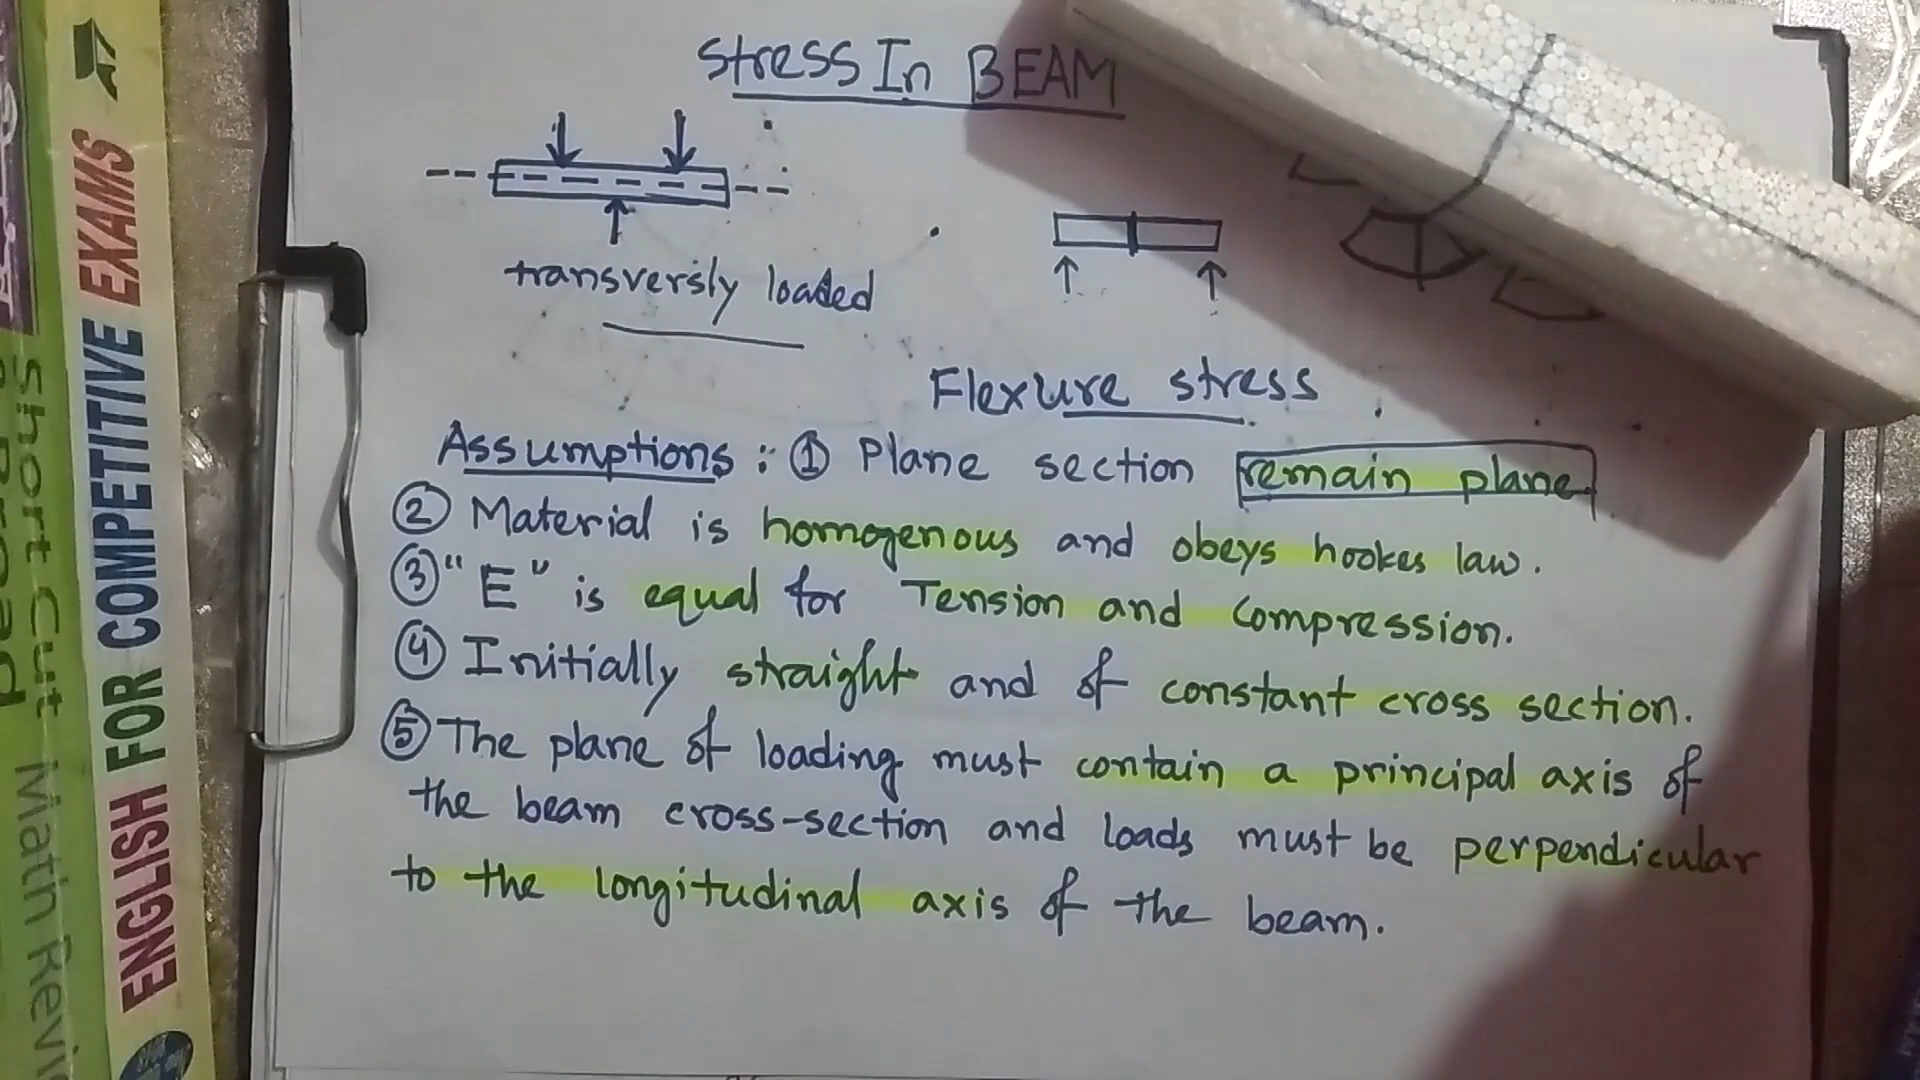 Stress In BEAM
transversly loaded
Flexure stress
Assumptions : ① Plane section remain plane
② Material is homogenous and obeys hookes law.
③ "E" is equal for Tension and compression.
④ Initially straight and of constant cross section.
⑤ The plane of loading must contain a principal axis of
the beam cross-section and loads must be perpendicular
to the longitudinal axis of the beam.
ENGLISH FOR COMPETITIVE EXAMS
Short Cut Math Revi